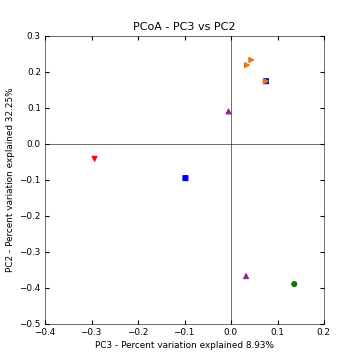 PCoA - PC3 vs PC2
0.3
0.2
0.1
0.0
−0.1
−0.2
−0.3
−0.4
−0.5
PC2 - Percent variation explained 32.25%
−0.4 −0.3 −0.2 −0.1 0.0 0.1 0.2
PC3 - Percent variation explained 8.93%